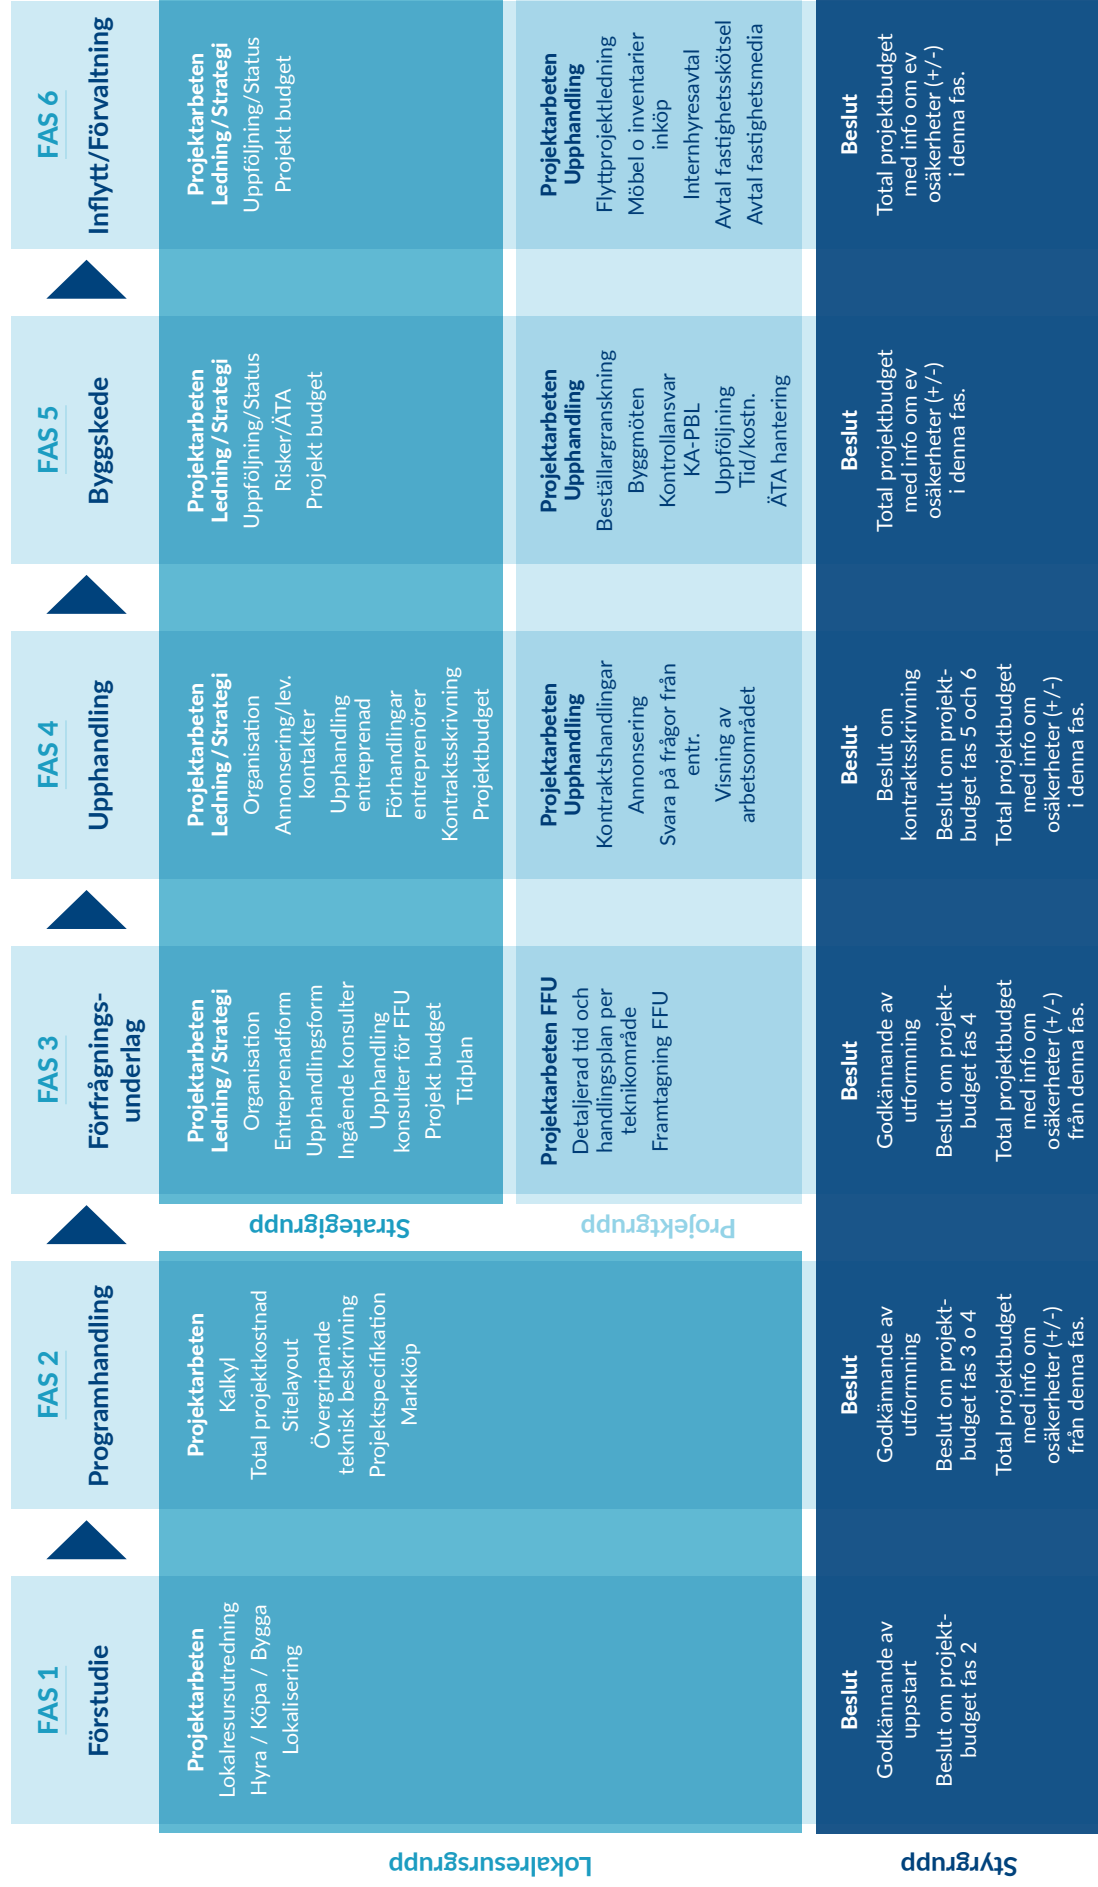 FAS 1
Förstudie
FAS 2
Programhandling
FAS 3
Förfrågnings-
underlag
FAS 4
Upphandling
FAS 5
Byggskede
FAS 6
Inflytt/Förvaltning
Lokalresursgrupp
Projektarbeten
Lokalresursutredning
Hyra / Köpa / Bygga
Lokalisering
Projektarbeten
Kalkyl
Total projektkostnad
Sitelayout
Övergripande
teknisk beskrivning
Projektspecifikation
Markköp
Strategigrupp
Projektarbeten
Ledning/Strategi
Organisation
Entreprenadform
Upphandlingsform
Ingående konsulter
Upphandling
konsulter för FFU
Projekt budget
Tidplan
Projektarbeten
Ledning/Strategi
Organisation
Annonsering/lev.
kontakter
Upphandling
entreprenad
Förhandlingar
entreprenörer
Kontraktsskrivning
Projektbudget
Projektarbeten
Ledning/Strategi
Uppföljning/Status
Risker/ÄTA
Projekt budget
Projektarbeten
Ledning/Strategi
Uppföljning/Status
Projekt budget
Projektgrupp
Projektarbeten FFU
Detaljerad tid och
handlingsplan per
teknikområde
Framtagning FFU
Projektarbeten
Upphandling
Kontraktshandlingar
Annonsering
Svara på frågor från
entr.
Visning av
arbetsområdet
Projektarbeten
Upphandling
Beställargranskning
Byggmöten
Kontrollansvar
KA-PBL
Uppföljning
Tid/kostn.
ÄTA hantering
Projektarbeten
Upphandling
Flyttprojektledning
Möbel o inventarier
inköp
Internhyresavtal
Avtal fastighetsskötsel
Avtal fastighetsmedia
Styrgrupp
Beslut
Godkännande av
uppstart
Beslut om projekt-
budget fas 2
Beslut
Godkännande av
utformning
Beslut om projekt-
budget fas 3 o 4
Total projektbudget
med info om
osäkerheter (+/-)
från denna fas.
Beslut
Godkännande av
utformning
Beslut om projekt-
budget fas 4
Total projektbudget
med info om
osäkerheter (+/-)
från denna fas.
Beslut
Beslut om
kontraktsskrivning
Beslut om projekt-
budget fas 5 och 6
Total projektbudget
med info om
osäkerheter (+/-)
i denna fas.
Beslut
Total projektbudget
med info om ev
osäkerheter (+/-)
i denna fas.
Beslut
Total projektbudget
med info om ev
osäkerheter (+/-)
i denna fas.